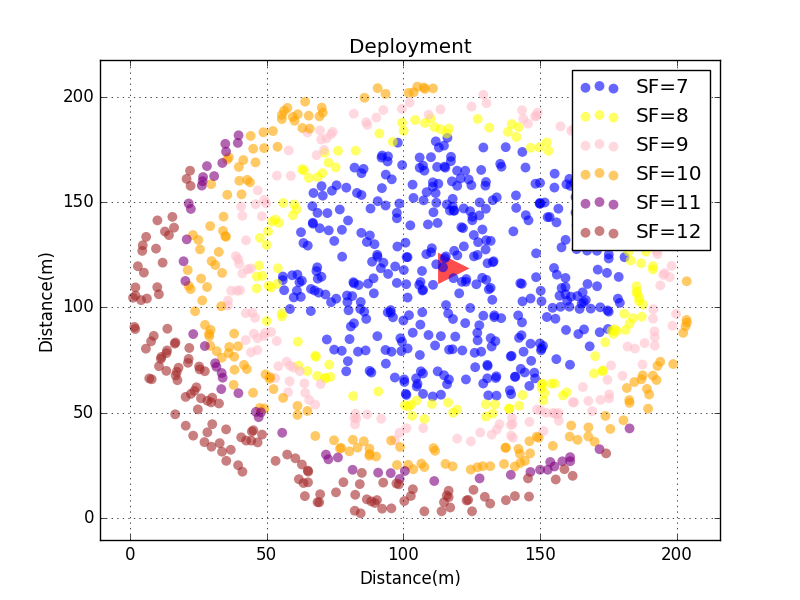 Deployment
SF=7
SF=8
SF=9
SF=10
SF=11
SF=12
200
150
100
50
0
Distance(m)
0 50 100 150 200
Distance(m)